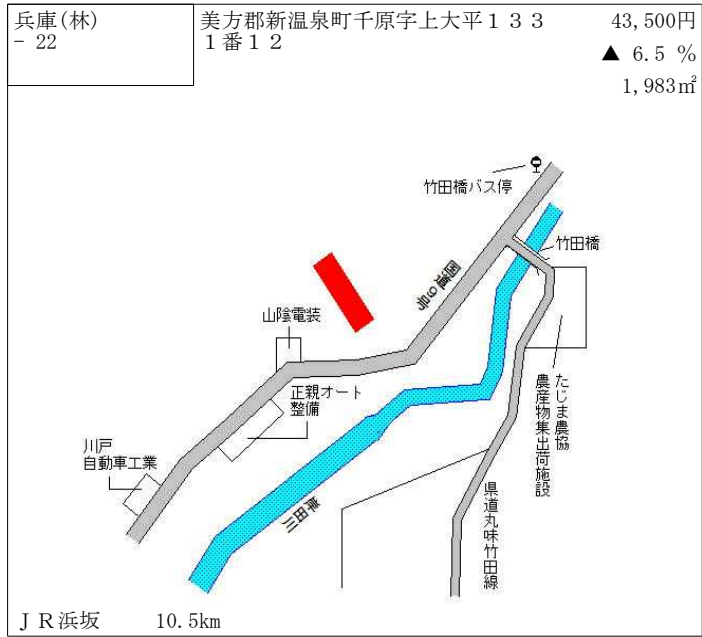 兵庫(林)
- 22
美方郡新温泉町千原字上大平１３３
１番１２
43,500円
▲ 6.5 %
1,983㎡
竹田橋バス停
竹田橋
国道9号
山陰電装
正親オート
整備
川戸
自動車工業
たじま農協
農産物集出荷施設
岸田川
県道丸味竹田線
ＪＲ浜坂　　10.5km